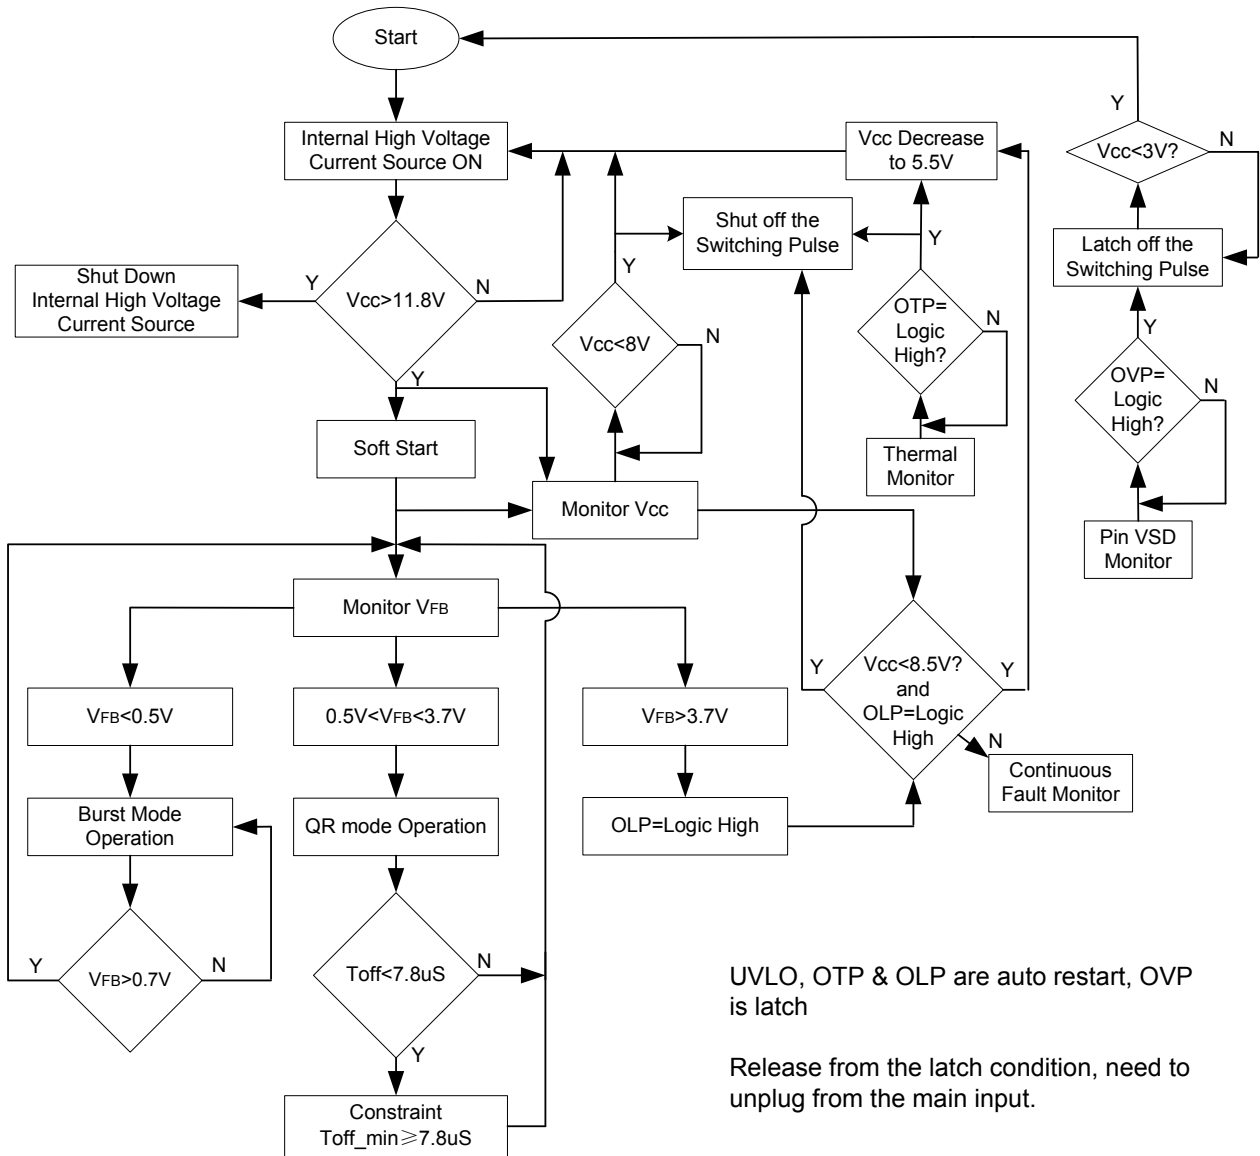 Start
Y
Internal High Voltage
Current Source ON
Vcc Decrease
to 5.5V
Vcc<3V?
N
Shut off the
Switching Pulse
Y
Latch off the
Switching Pulse
Shut Down
Internal High Voltage
Current Source
Y
Vcc>11.8V
N
Y
Vcc<8V
N
OTP=
Logic
High?
N
Y
OVP=
Logic
High?
N
Y
Soft Start
Thermal
Monitor
Monitor Vcc
Pin VSD
Monitor
Monitor VFB
Y
Vcc<8.5V?
and
OLP=Logic
High
Y
N
VFB<0.5V
0.5V<VFB<3.7V
VFB>3.7V
Continuous
Fault Monitor
Burst Mode
Operation
QR mode Operation
OLP=Logic High
Y
VFB>0.7V
N
Toff<7.8uS
N
Y
Constraint
Toff_min≥7.8uS
UVLO, OTP & OLP are auto restart, OVP
is latch
Release from the latch condition, need to
unplug from the main input.